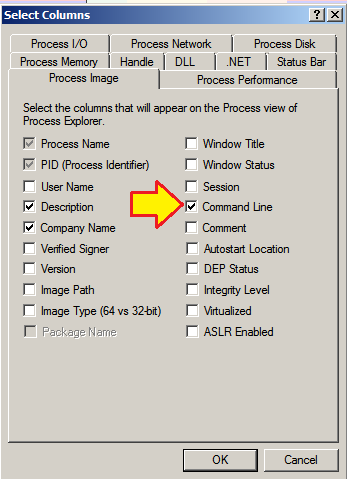 Select Columns
Process I/O Process Network Process Disk
Process Memory Handle DLL .NET Status Bar
Process Image Process Performance
Select the columns that will appear on the Process view of
Process Explorer.
Process Name Window Title
PID (Process Identifier) Window Status
User Name Session
Description Command Line
Company Name Comment
Verified Signer Autostart Location
Version DEP Status
Image Path Integrity Level
Image Type (64 vs 32-bit) Virtualized
Package Name ASLR Enabled
OK Cancel